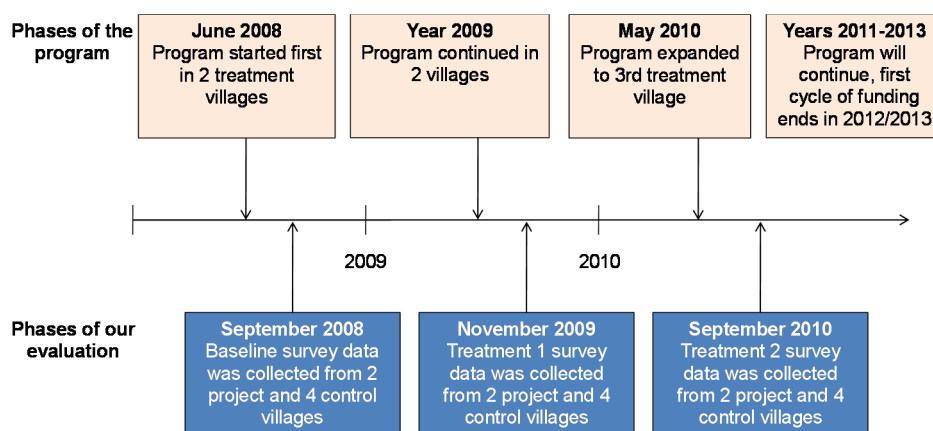 Phases of the
program
June 2008
Program started first
in 2 treatment
villages
Year 2009
Program continued in
2 villages
May 2010
Program expanded
to 3rd treatment
village
Years 2011-2013
Program will
continue, first
cycle of funding
ends in 2012/2013
2009
2010
Phases of our
evaluation
September 2008
Baseline survey data
was collected from 2
project and 4 control
villages
November 2009
Treatment 1 survey
data was collected
from 2 project and 4
control villages
September 2010
Treatment 2 survey
data was collected
from 2 project and 4
control villages